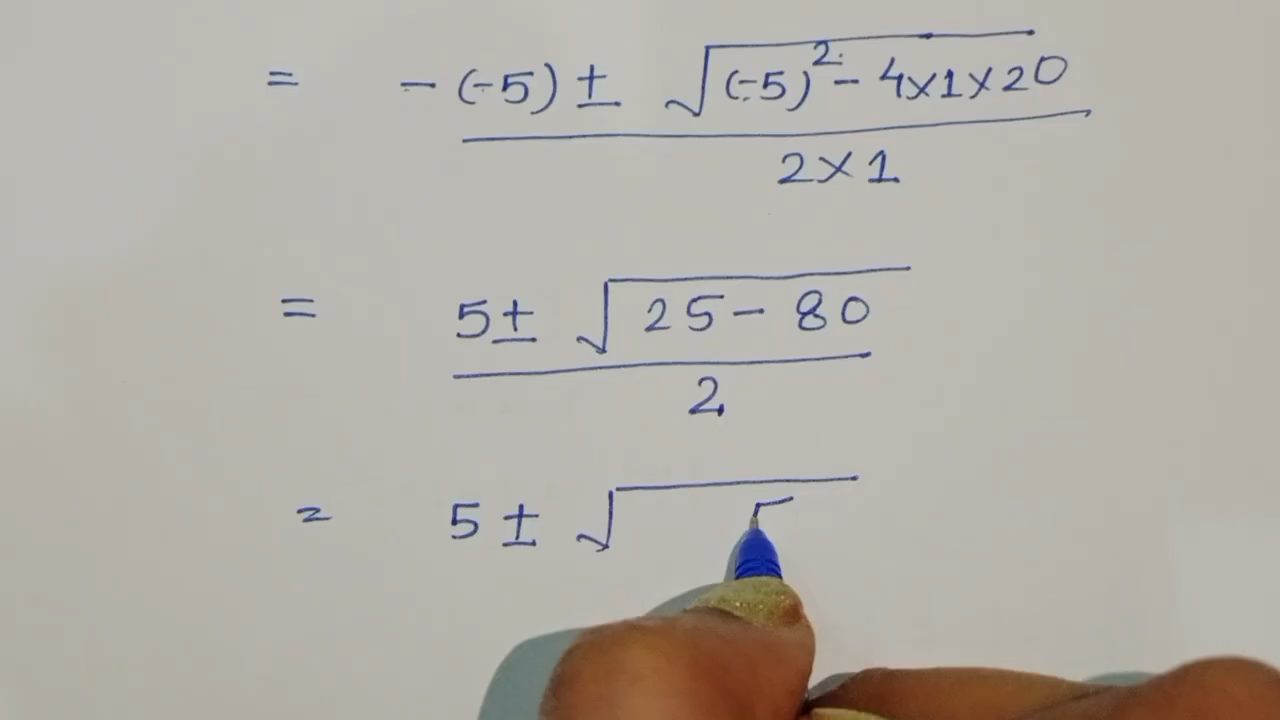 = -(-5) ± √(-5)² - 4×1×20
2×1
= 5 ± √25 - 80
2
= 5 ± √